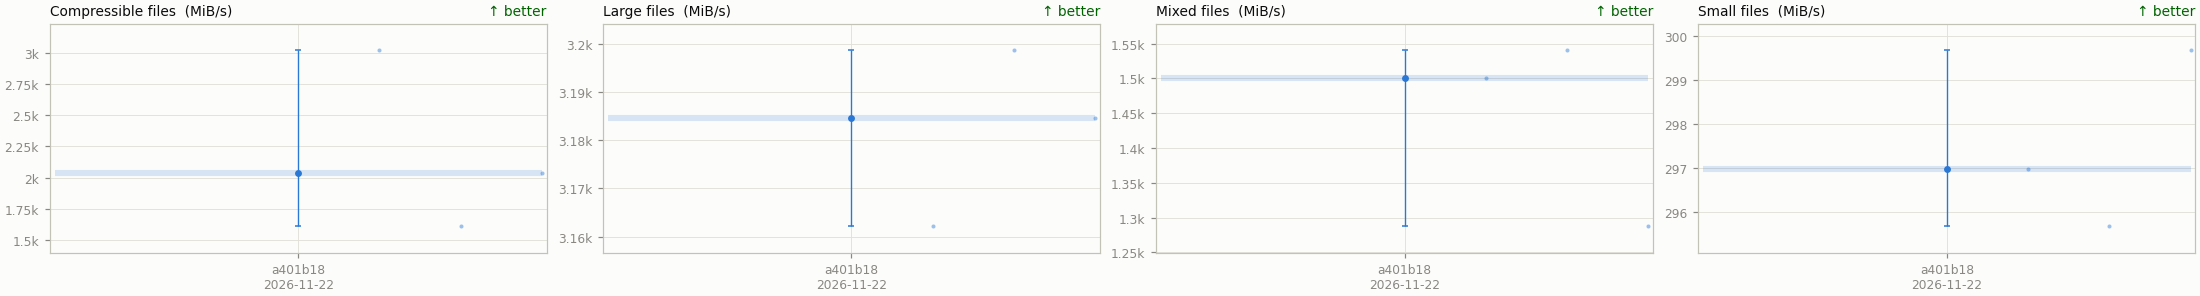 Compressible files (MiB/s) ↑ better
3k
2.75k
2.5k
2.25k
2k
1.75k
1.5k
a401b18
2026-11-22
Large files (MiB/s) ↑ better
3.2k
3.19k
3.18k
3.17k
3.16k
a401b18
2026-11-22
Mixed files (MiB/s) ↑ better
1.55k
1.5k
1.45k
1.4k
1.35k
1.3k
1.25k
a401b18
2026-11-22
Small files (MiB/s) ↑ better
300
299
298
297
296
a401b18
2026-11-22